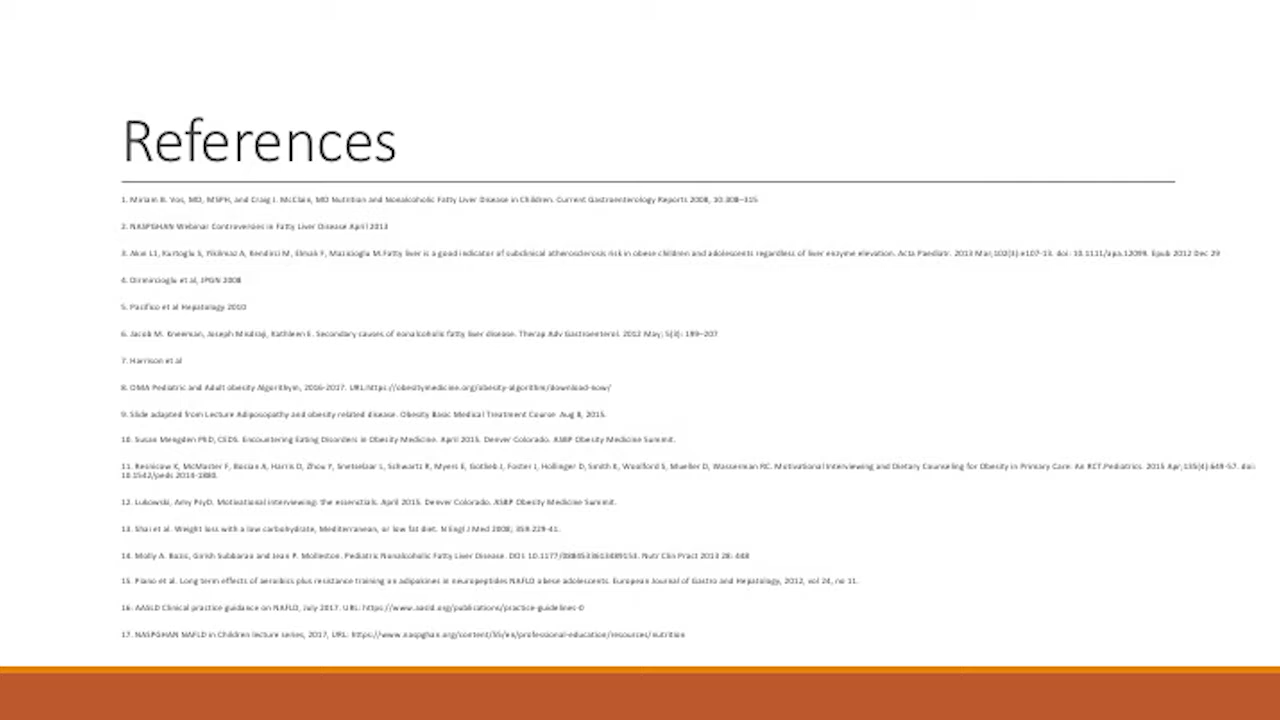 References
1. Miriam B. Vos, MD, MSPH, and Craig J. McClain, MD Nutrition and Nonalcoholic Fatty Liver Disease in Children. Current Gastroenterology Reports 2008, 10:308–315
2. NASPGHAN Webinar Controversies in Fatty Liver Disease April 2013
3. Akın L1, Kurtoglu S, Yikilmaz A, Kendirci M, Elmalı F, Mazicioglu M.Fatty liver is a good indicator of subclinical atherosclerosis risk in obese children and adolescents regardless of liver enzyme elevation. Acta Paediatr. 2013 Mar;102(3):e107-13. doi: 10.1111/apa.12099. Epub 2012 Dec 29
4. et al, JPGN 2008
5. Pacifico et al Hepatology 2010
6. Jacob M. Kneeman, Joseph Misdraji, Kathleen E. Secondary causes of nonalcoholic fatty liver disease. Therap Adv Gastroenterol. 2012 May; 5(3): 199–207
7. Harrison et al
8. OMA Pediatric and Adult obesity Algorithym, 2016-2017. URL:https://obesitymedicine.org/obesity-algorithm/download-now/
9. Slide adapted from Lecture Adiposopathy and obesity related disease. Obesity Basic Medical Treatment Course Aug 8, 2015.
10. Susan Mengden PhD, CEDS. Encountering Eating Disorders in Obesity Medicine. April 2015. Denver Colorado. ASBP Obesity Medicine Summit.
11. Resnicow K, McMaster F, Bocian A, Harris D, Zhou Y, Snetselaar L, Schwartz R, Myers E, Gotlieb J, Foster J, Hollinger D, Smith K, Woolford S, Mueller D, Wasserman RC. Motivational Interviewing and Dietary Counseling for Obesity in Primary Care: An RCT.Pediatrics. 2015 Apr;135(4):649-57. doi:
10.1542/peds.2014-1880.
12. Lukowski, Amy PsyD. Motivational interviewing: the essenctials. April 2015. Denver Colorado. ASBP Obesity Medicine Summit.
13. Shai et al. Weight loss with a low carbohydrate, Mediterranean, or low fat diet. N Engl J Med 2008; 359:229-41.
14. Molly A. Bozic, Girish Subbarao and Jean P. Molleston. Pediatric Nonalcoholic Fatty Liver Disease. DOI: 10.1177/0884533613489153. Nutr Clin Pract 2013 28: 448
15. Piano et al. Long term effects of aerobics plus resistance training on adipokines in neuropeptides NAFLD obese adolescents. European Journal of Gastro and Hepatology, 2012, vol 24, no 11.
16. AASLD Clinical practice guidance on NAFLD, July 2017. URL: https://www.aasld.org/publications/practice-guidelines-0
17. NASPGHAN NAFLD in Children lecture series, 2017, URL: https://www.naspghan.org/content/55/en/professional-education/resources/nutrition